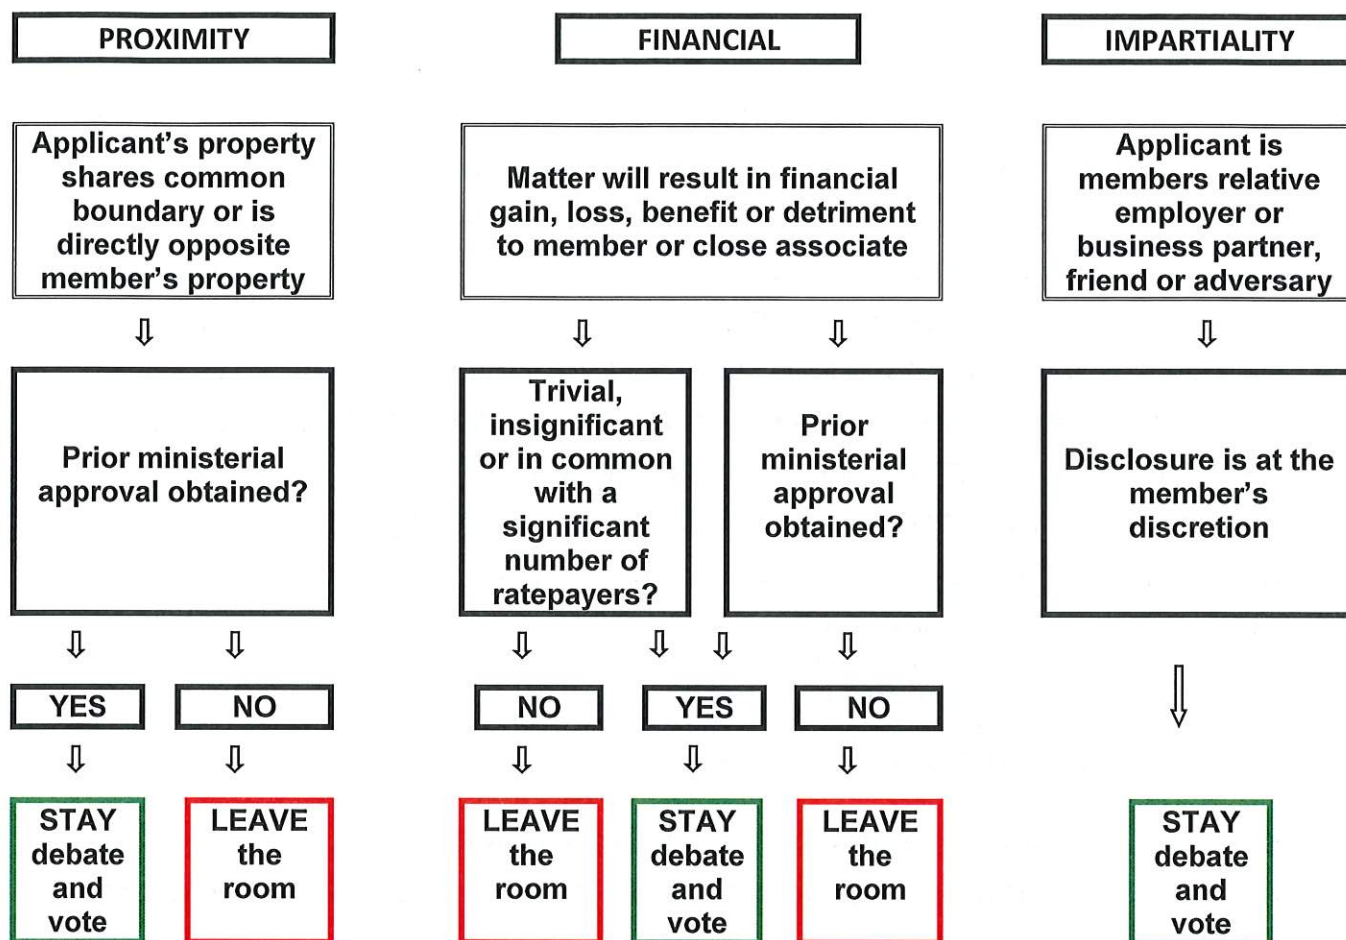 PROXIMITY
FINANCIAL
IMPARTIALITY
Applicant’s property
shares common
boundary or is
directly opposite
member’s property
Matter will result in financial
gain, loss, benefit or detriment
to member or close associate
Applicant is
members relative
employer or
business partner,
friend or adversary
Prior ministerial
approval obtained?
Trivial,
insignificant
or in common
with a
significant
number of
ratepayers?
Prior
ministerial
approval
obtained?
Disclosure is at the
member’s
discretion
YES
NO
NO
YES
NO
STAY
debate
and
vote
LEAVE
the
room
LEAVE
the
room
STAY
debate
and
vote
LEAVE
the
room
STAY
debate
and
vote